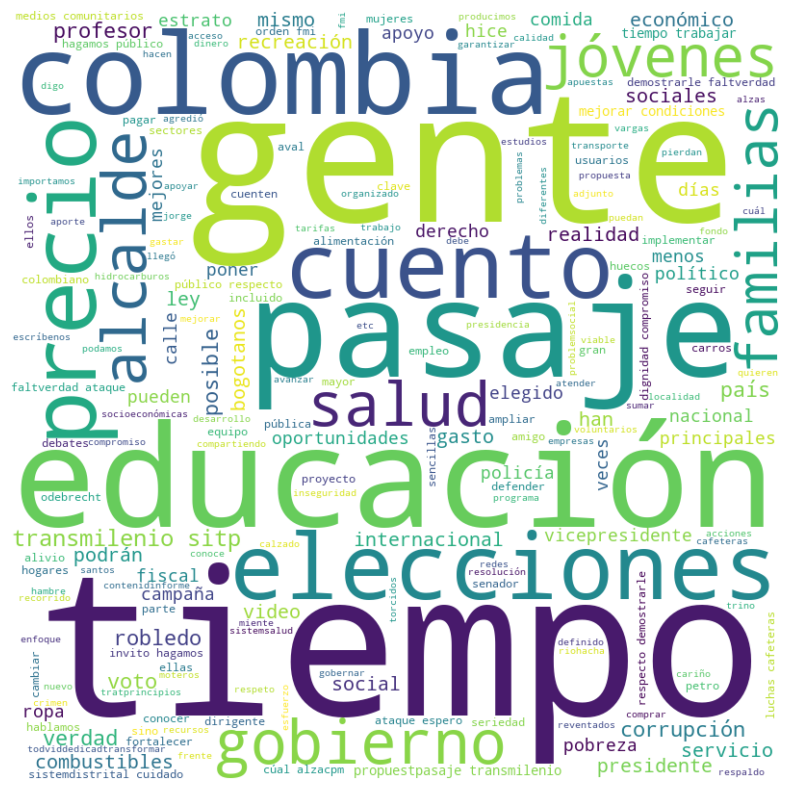 medios comunitarios
estrato
mismo
mujeres
fmi
producimos
comida
económico
profesor
hagamos público
acceso
dinero
orden fmi
apoyo
hice
calidad
garantizar
tiempo trabajar
recreación
hacen
colombia
jóvenes
digo
apuestas
demostrarle faltverdad
sociales
alzas
mejorar condiciones
pagar
agredió
sectores
gente
precio
alcalde
mejores
aval
estudios
vargas
transporte
pierdan
usuarios
propuesta
familias
importamos
apoyar
cuenten
organizado
clave
problemas
diferentes
adjunto
días
cuál
ellos
aporte
jorge
tarifas
trabajo
derecho
realidad
puedan
fondo
gastar
llegó
alimentación
debe
implementar
colombiano
hidrocarburos
poner
cuento
huecos
menos
político
seguir
público respecto
incluido
ley
calle
escríbenos
mejorar
podamos
posible
bogotanos
etc
presidencia
pasaje
problemsocial
viable
gran
dignidad compromiso
carros
empleo
avanzar
atender
quieren
faltverdad ataque
pueden
mayor
salud
elegido
país
localidad
socioeconómicas
desarrollo
equipo
pública
amigo
ampliar
han
sumar
nacional
voluntarios
debates
compromiso
compartiendo
oportunidades
gasto
sencillas
empresas
veces
principales
educación
proyecto
policía
odebrecht
inseguridad
defender
programa
transmilenio sitp
internacional
vicepresidente
acciones
cafeteras
alivio
podrán
conoce
calzado
redes
resolución
hogares
santos
fiscal
elecciones
senador
hambre
contenidinforme
campaña
recorrido
parte
video
sistemsalud
miente
torcidos
trino
enfoque
robledo
tiempo
definido
riohacha
respecto demostrarle
luchas cafeteras
invito hagamos
cambiar
ellas
gobernar
moteros
cariño
petro
nuevo
tratprincipios
voto
respeto
social
comprar
ropa
crimen
conocer
dirigente
esfuerzo
ataque espero
seriedad
reventados
corrupción
hablamos
verdad
sino
recursos
gobierno
pobreza
servicio
todviddedicadtransformar
fortalecer
frente
combustibles
presidente
sistemdistrital cuidado
cúal alzacpm
propuestpasaje transmilenio
respaldo